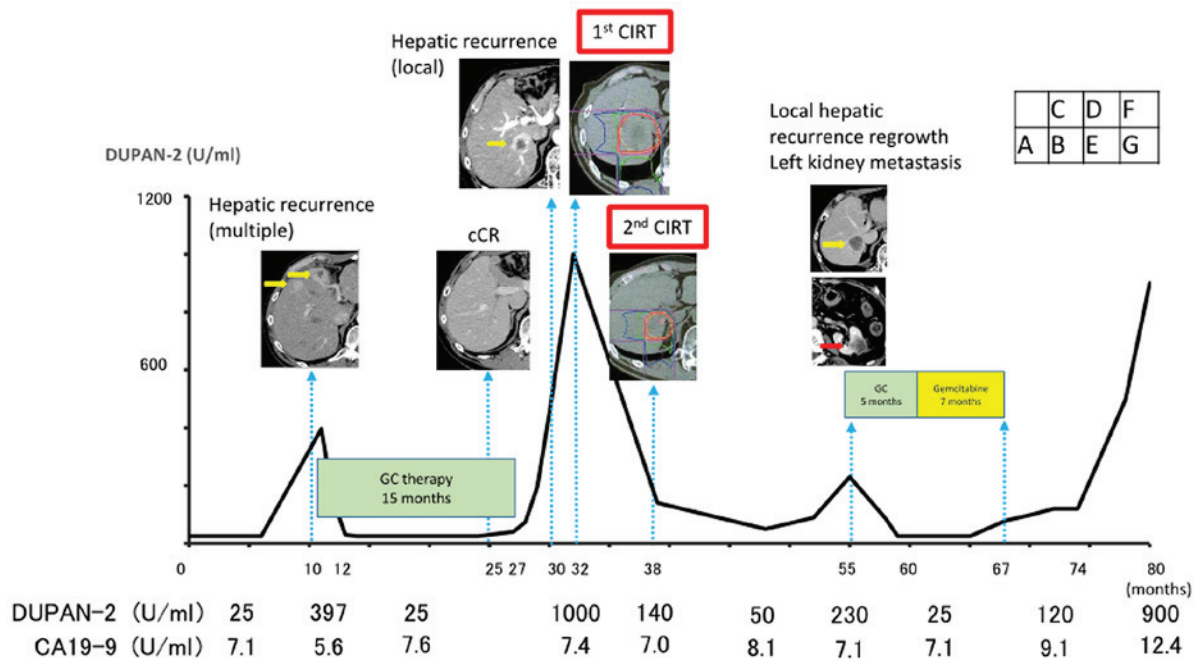 1st CIRT
Hepatic recurrence
(local)
C D F
A B E G
Local hepatic
recurrence regrowth
Left kidney metastasis
DUPAN-2 (U/ml)
1200
Hepatic recurrence
(multiple)
cCR
2nd CIRT
600
GC
5 months
Gemcitabine
7 months
GC therapy
15 months
0 10 12 25 27 30 32 38 55 60 67 74 80
(months)
DUPAN-2 (U/ml) 25 397 25 1000 140 50 230 25 120 900
CA19-9 (U/ml) 7.1 5.6 7.6 7.4 7.0 8.1 7.1 7.1 9.1 12.4